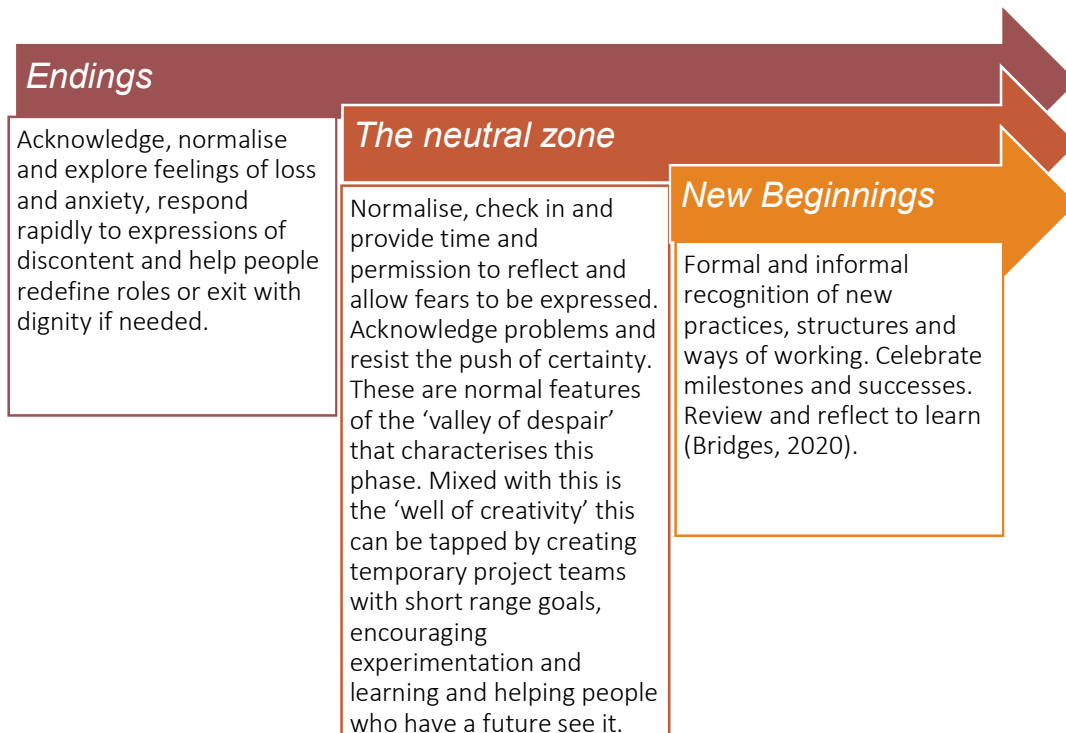 Endings
Acknowledge, normalise
and explore feelings of loss
and anxiety, respond
rapidly to expressions of
discontent and help people
redefine roles or exit with
dignity if needed.
The neutral zone
Normalise, check in and
provide time and
permission to reflect and
allow fears to be expressed.
Acknowledge problems and
resist the push of certainty.
These are normal features
of the ‘valley of despair’
that characterises this
phase. Mixed with this is
the ‘well of creativity’ this
can be tapped by creating
temporary project teams
with short range goals,
encouraging
experimentation and
learning and helping people
who have a future see it.
New Beginnings
Formal and informal
recognition of new
practices, structures and
ways of working. Celebrate
milestones and successes.
Review and reflect to learn
(Bridges, 2020).